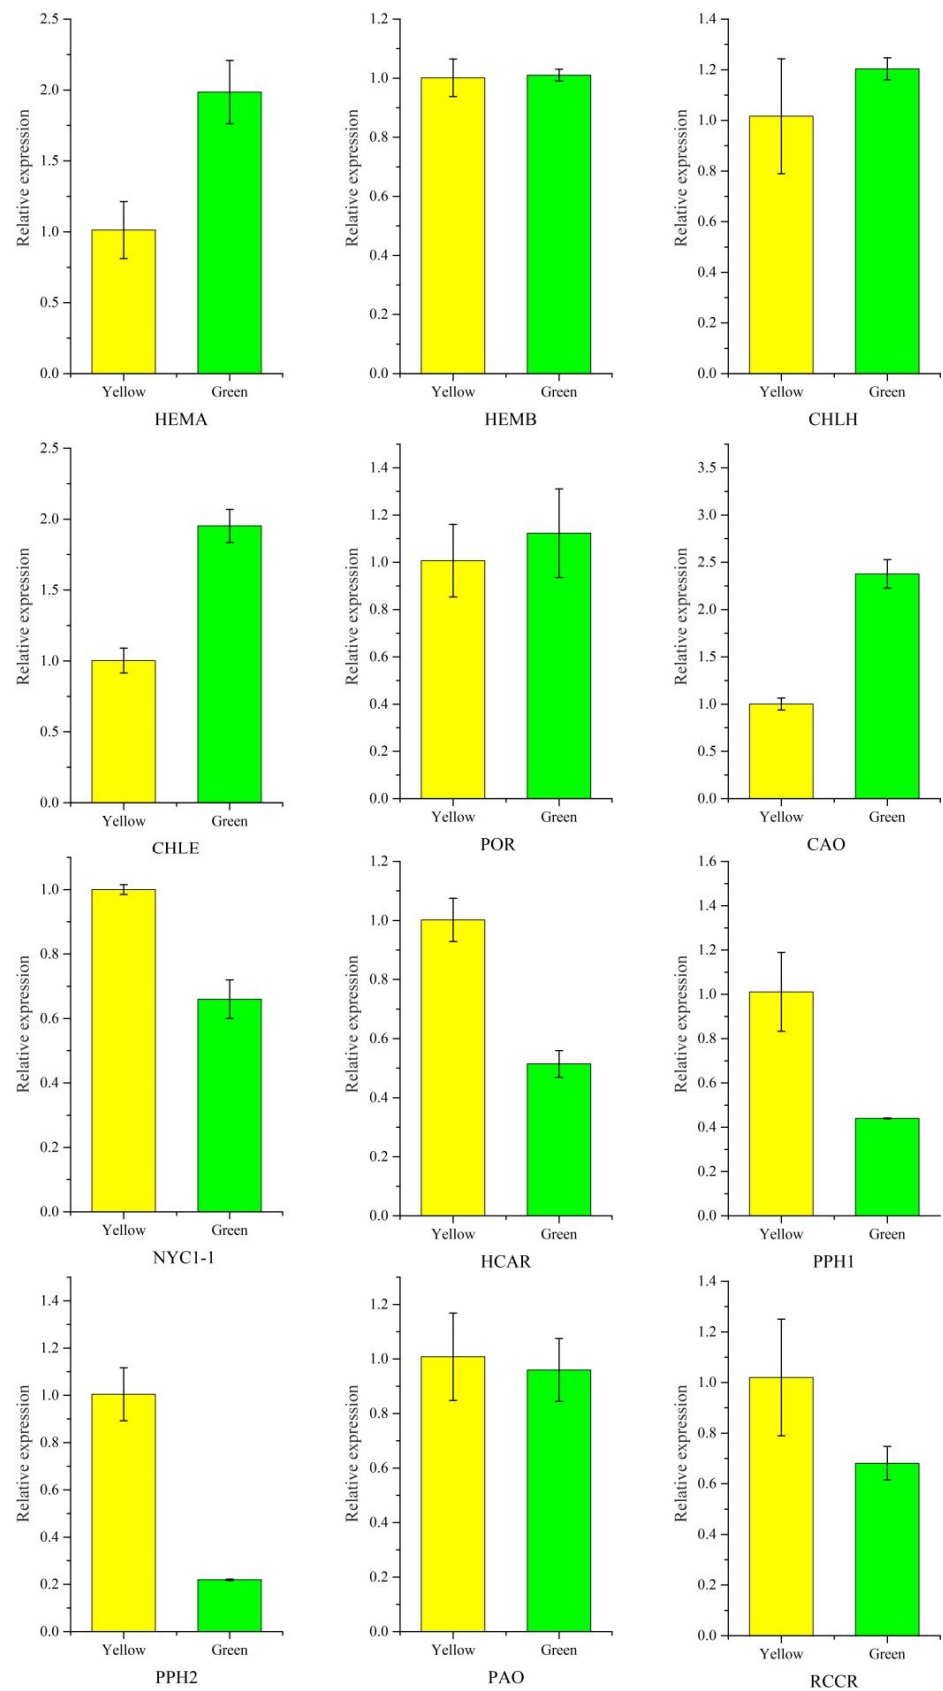 Relative expression
2.5
2.0
1.5
1.0
0.5
0.0
Yellow Green
HEMA
Relative expression
1.2
1.0
0.8
0.6
0.4
0.2
0.0
Yellow Green
HEMB
Relative expression
1.4
1.2
1.0
0.8
0.6
0.4
0.2
0.0
Yellow Green
CHLH
Relative expression
2.5
2.0
1.5
1.0
0.5
0.0
Yellow Green
CHLE
Relative expression
1.4
1.2
1.0
0.8
0.6
0.4
0.2
0.0
Yellow Green
POR
Relative expression
3.5
3.0
2.5
2.0
1.5
1.0
0.5
0.0
Yellow Green
CAO
Relative expression
1.0
0.8
0.6
0.4
0.2
0.0
Yellow Green
NYC1-1
Relative expression
1.2
1.0
0.8
0.6
0.4
0.2
0.0
Yellow Green
HCAR
Relative expression
1.6
1.4
1.2
1.0
0.8
0.6
0.4
0.2
0.0
Yellow Green
PPH1
Relative expression
1.4
1.2
1.0
0.8
0.6
0.4
0.2
0.0
Yellow Green
PPH2
Relative expression
1.2
1.0
0.8
0.6
0.4
0.2
0.0
Yellow Green
PAO
Relative expression
1.4
1.2
1.0
0.8
0.6
0.4
0.2
0.0
Yellow Green
RCCR